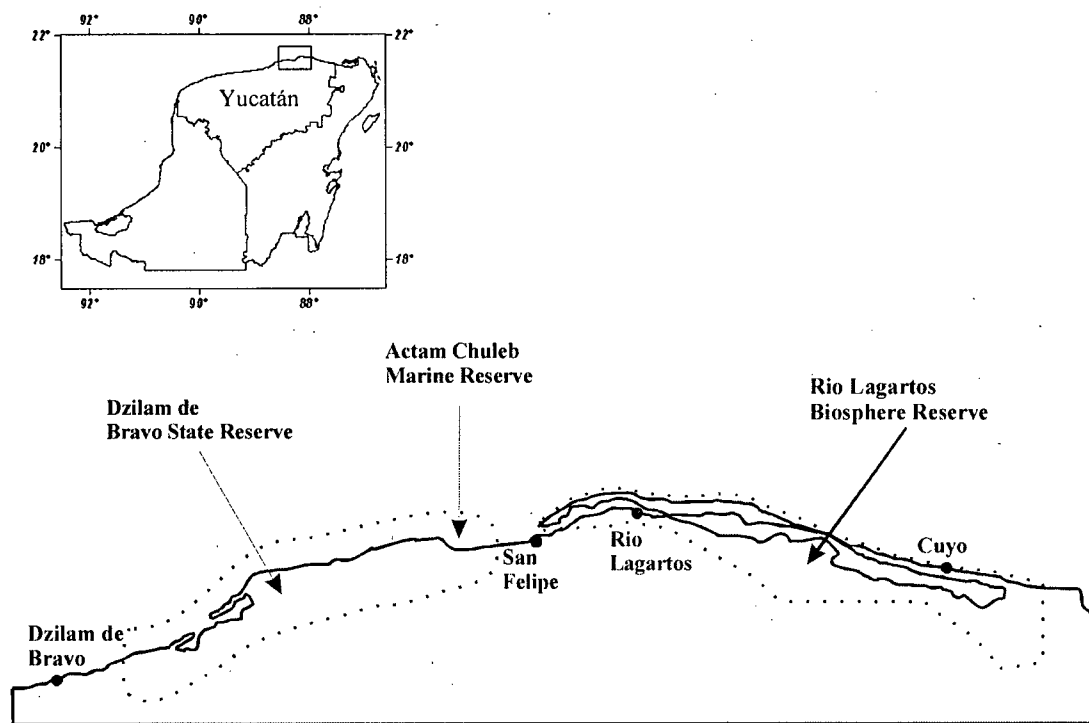 92° 90° 88°
22° 22°
Yucatán
20° 20°
18° 18°
92° 90° 88°
Actam Chuleb
Marine Reserve
Dzilam de
Bravo State Reserve
Rio Lagartos
Biosphere Reserve
San
Felipe
Rio
Lagartos
Cuyo
Dzilam de
Bravo